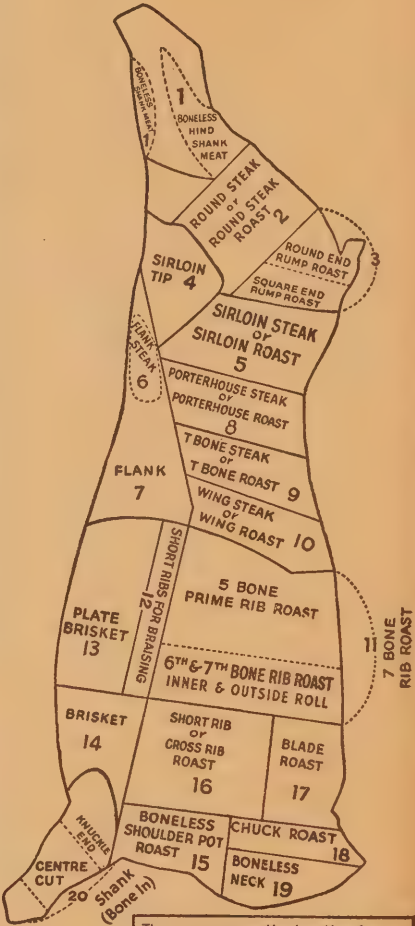 BONELESS
SHANK MEAT
1
1
BONELESS
HIND
SHANK
MEAT
ROUND STEAK
or
ROUND STEAK
ROAST 2
ROUND END
RUMP ROAST
3
SQUARE END
RUMP ROAST
SIRLOIN
TIP 4
SIRLOIN STEAK
or
SIRLOIN ROAST
5
FLANK
STEAK
6
PORTERHOUSE STEAK
or
PORTERHOUSE ROAST
8
T BONE STEAK
or
T BONE ROAST 9
FLANK
7
WING STEAK
or
WING ROAST 10
SHORT RIBS FOR BRAISING
12
5 BONE
PRIME RIB ROAST
11
7 BONE
RIB ROAST
PLATE
BRISKET
13
6TH & 7TH BONE RIB ROAST
INNER & OUTSIDE ROLL
BRISKET
14
SHORT RIB
or
CROSS RIB
ROAST
16
BLADE
ROAST
17
KNUCKLE
END
CENTRE
CUT
20
Shank
(Bone In)
BONELESS
SHOULDER POT
ROAST 15
CHUCK ROAST
18
BONELESS
NECK 19